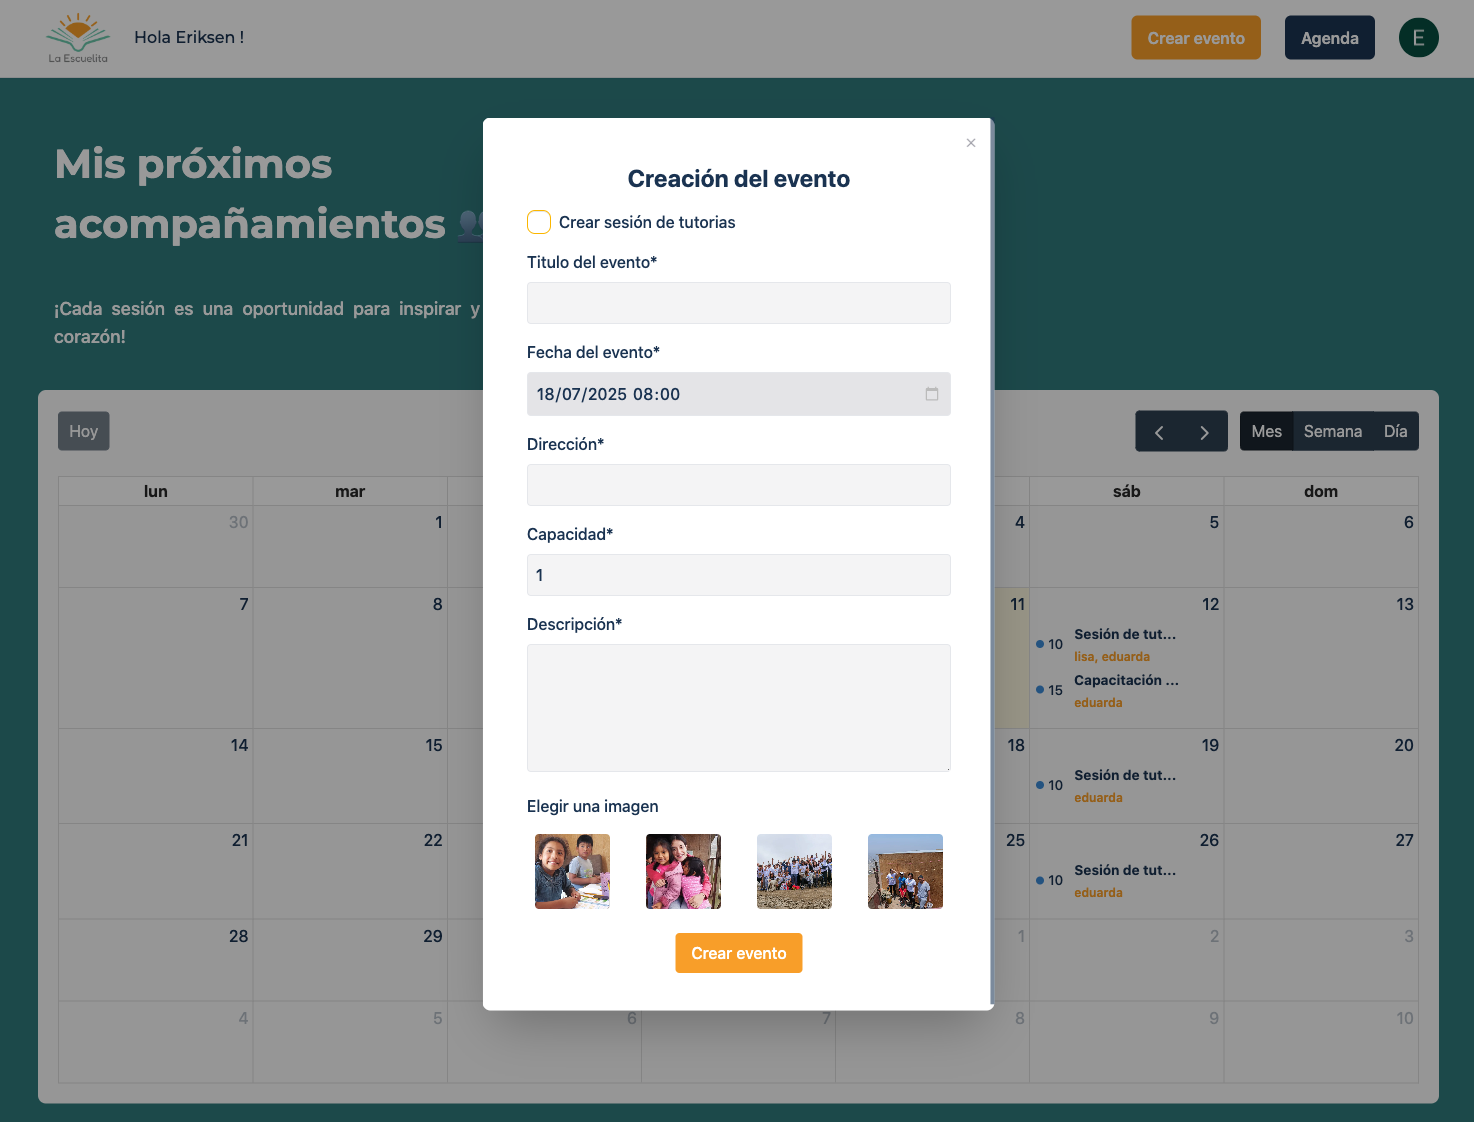 La Escuelita
Hola Eriksen !
Crear evento
Agenda
E
Mis próximos
acompañamientos
¡Cada sesión es una oportunidad para inspirar y
corazón!
×
Creación del evento
Crear sesión de tutorias
Titulo del evento*
Fecha del evento*
18/07/2025 08:00
Dirección*
Capacidad*
1
Descripción*
Elegir una imagen
Crear evento
Hoy
Mes
Semana
Día
lun
mar
sáb
dom
30
1
4
5
6
7
8
11
12
13
10 Sesión de tut...
lisa, eduarda
15 Capacitación ...
eduarda
14
15
18
19
20
10 Sesión de tut...
eduarda
21
22
25
26
27
10 Sesión de tut...
eduarda
28
29
1
2
3
4
5
6
7
8
9
10